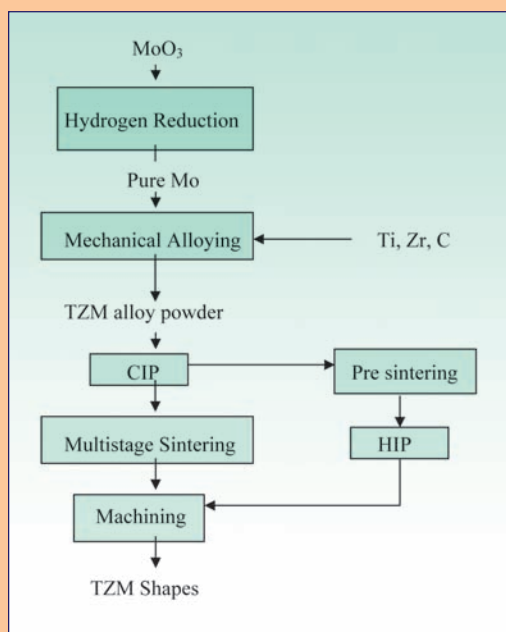 MoO₃
Hydrogen Reduction
Pure Mo
Mechanical Alloying
Ti, Zr, C
TZM alloy powder
CIP
Pre sintering
Multistage Sintering
HIP
Machining
TZM Shapes